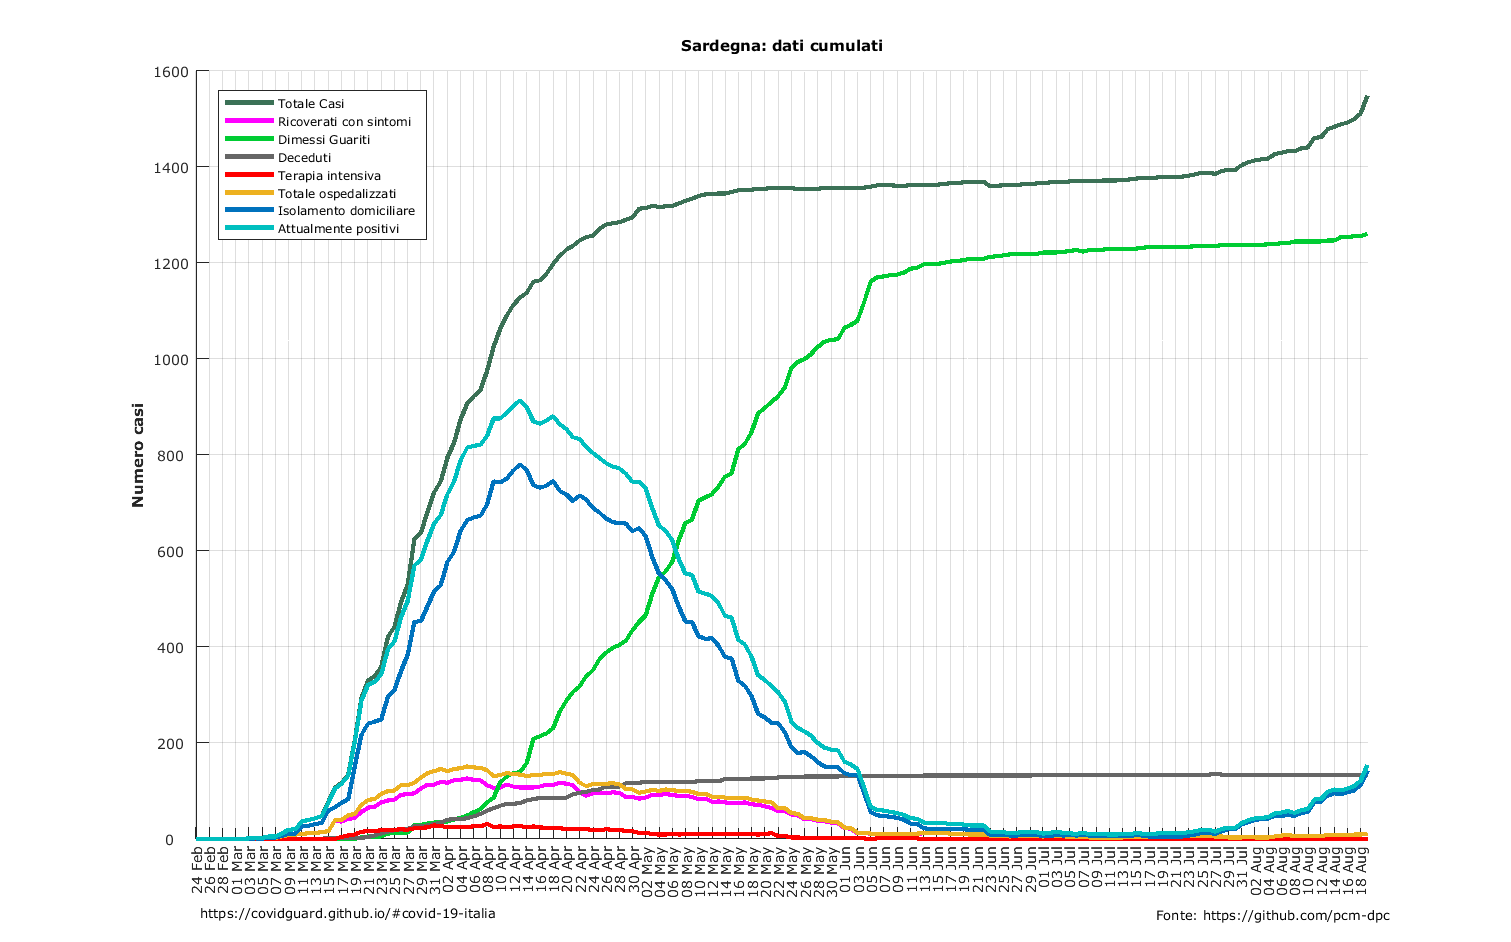 Sardegna: dati cumulati
1600
1400
1200
1000
800
600
400
200
0
Numero casi
Totale Casi
Ricoverati con sintomi
Dimessi Guariti
Deceduti
Terapia intensiva
Totale ospedalizzati
Isolamento domiciliare
Attualmente positivi
24 Feb
26 Feb
28 Feb
01 Mar
03 Mar
05 Mar
07 Mar
09 Mar
11 Mar
13 Mar
15 Mar
17 Mar
19 Mar
21 Mar
23 Mar
25 Mar
27 Mar
29 Mar
31 Mar
02 Apr
04 Apr
06 Apr
08 Apr
10 Apr
12 Apr
14 Apr
16 Apr
18 Apr
20 Apr
22 Apr
24 Apr
26 Apr
28 Apr
30 Apr
02 May
04 May
06 May
08 May
10 May
12 May
14 May
16 May
18 May
20 May
22 May
24 May
26 May
28 May
30 May
01 Jun
03 Jun
05 Jun
07 Jun
09 Jun
11 Jun
13 Jun
15 Jun
17 Jun
19 Jun
21 Jun
23 Jun
25 Jun
27 Jun
29 Jun
01 Jul
03 Jul
05 Jul
07 Jul
09 Jul
11 Jul
13 Jul
15 Jul
17 Jul
19 Jul
21 Jul
23 Jul
25 Jul
27 Jul
29 Jul
31 Jul
02 Aug
04 Aug
06 Aug
08 Aug
10 Aug
12 Aug
14 Aug
16 Aug
18 Aug
https://covidguard.github.io/#covid-19-italia
Fonte: https://github.com/pcm-dpc